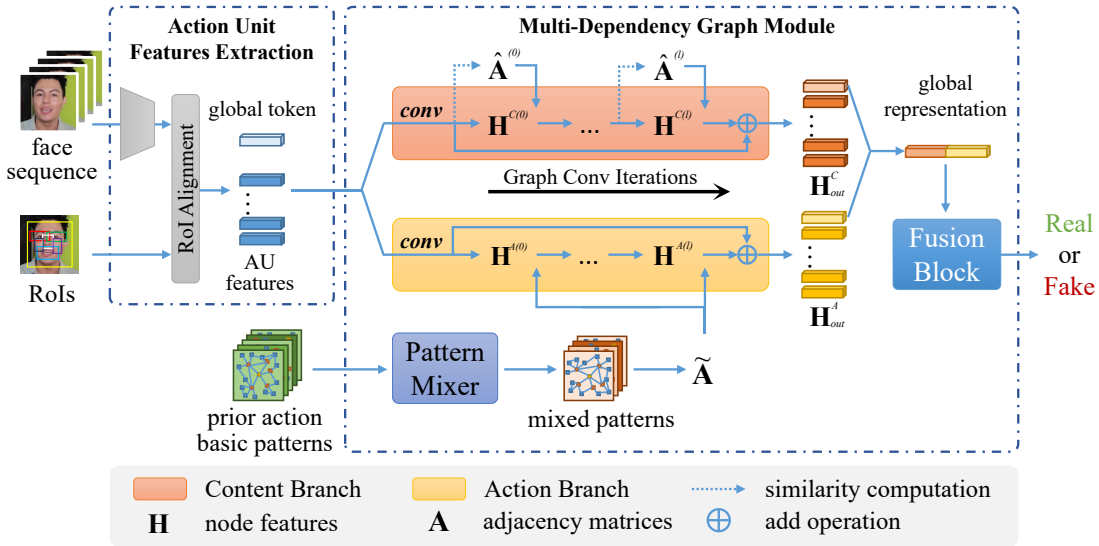 Action Unit
Features Extraction
Multi-Dependency Graph Module
face
sequence
RoIs
RoI Alignment
global token
AU
features
conv
Â(0)
Â(l)
H C(0)
...
H C(l)
Graph Conv Iterations
conv
H A(0)
...
H A(l)
H C out
H A out
global
representation
Fusion
Block
Real
or
Fake
prior action
basic patterns
Pattern
Mixer
mixed patterns
Ã
Content Branch
Action Branch
similarity computation
H node features
A adjacency matrices
add operation